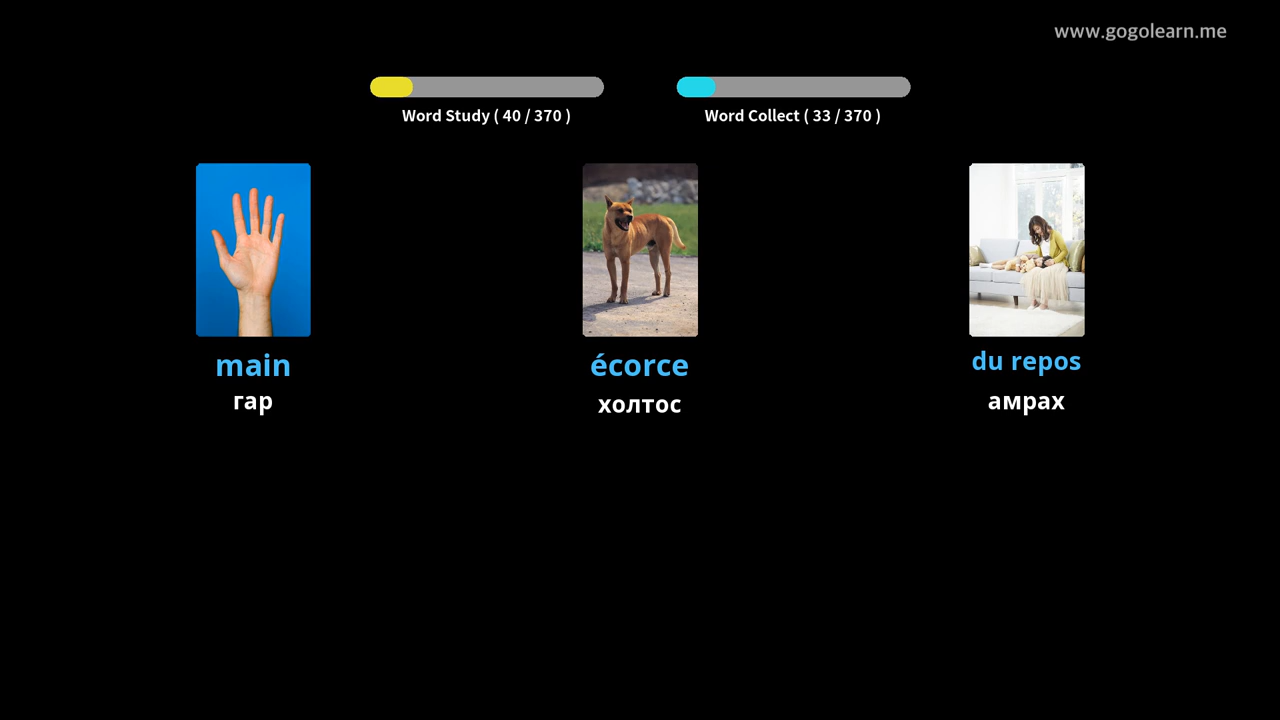 www.gogolearn.me
Word Study ( 40 / 370 )
Word Collect ( 33 / 370 )
main
écorce
du repos
гар
холтос
амрах